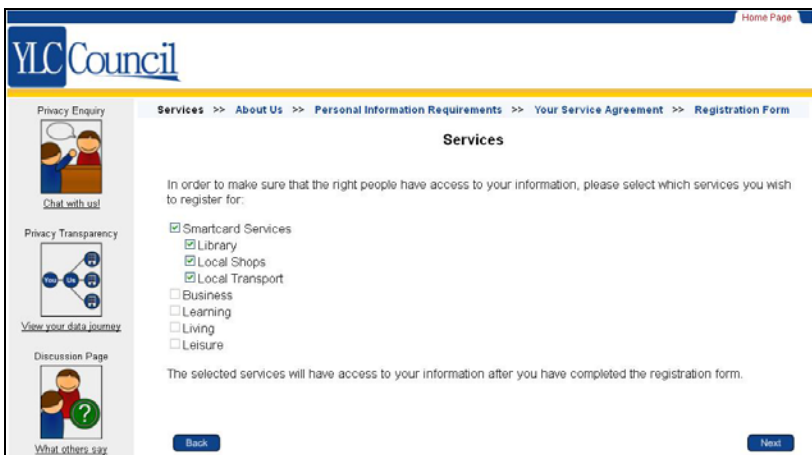 Home Page
YLC Council
Privacy Enquiry
Chat with us!
Privacy Transparency
You
Us
View your data journey
Discussion Page
?
What others say
Services >> About Us >> Personal Information Requirements >> Your Service Agreement >> Registration Form
Services
In order to make sure that the right people have access to your information, please select which services you wish
to register for:
Smartcard Services
Library
Local Shops
Local Transport
Business
Learning
Living
Leisure
The selected services will have access to your information after you have completed the registration form.
Back
Next